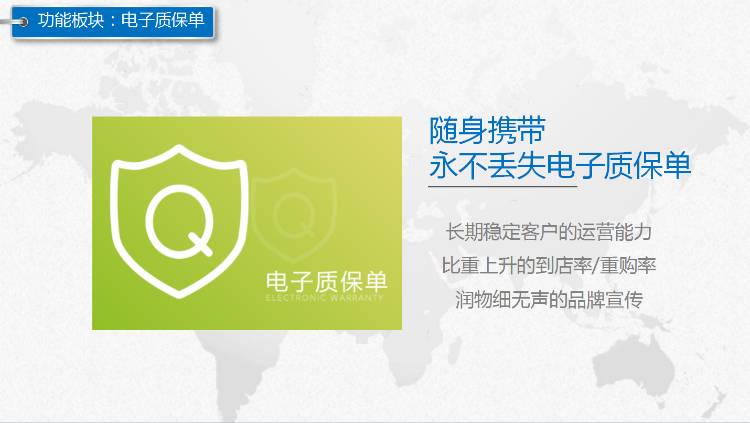 功能板块：电子质保单
随身携带
永不丢失电子质保单
长期稳定客户的运营能力
比重上升的到店率/重购率
润物细无声的品牌宣传
Q
电子质保单
ELECTRONIC WARRANTY